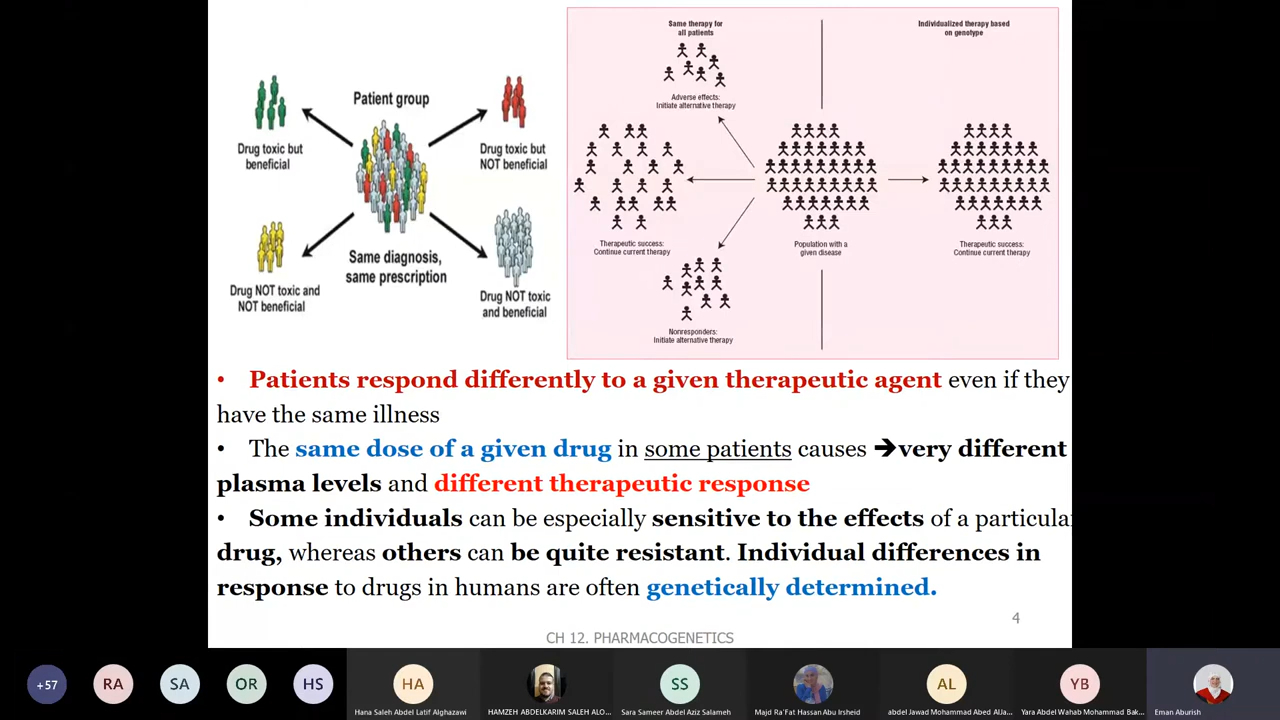 Patient group
Drug toxic but
beneficial
Drug toxic but
NOT beneficial
Same diagnosis,
same prescription
Drug NOT toxic and
NOT beneficial
Drug NOT toxic
and beneficial
Same therapy for
all patients
Individualized therapy based
on genotype
Adverse effects:
Initiate alternative therapy
Therapeutic success:
Continue current therapy
Population with a
given disease
Therapeutic success:
Continue current therapy
Nonresponders:
Initiate alternative therapy
• Patients respond differently to a given therapeutic agent even if they
have the same illness
• The same dose of a given drug in some patients causes ➔very different
plasma levels and different therapeutic response
• Some individuals can be especially sensitive to the effects of a particula
drug, whereas others can be quite resistant. Individual differences in
response to drugs in humans are often genetically determined.
4
CH 12. PHARMACOGENETICS
+57
RA
SA
OR
HS
HA
SS
AL
YB
Hana Saleh Abdel Latif Alghazawi
HAMZEH ABDELKARIM SALEH ALO...
Sara Sameer Abdel Aziz Salameh
Majd Ra'Fat Hassan Abu Irsheid
abdel Jawad Mohammad Abed AlJa...
Yara Abdel Wahab Mohammad Bak...
Eman Aburish